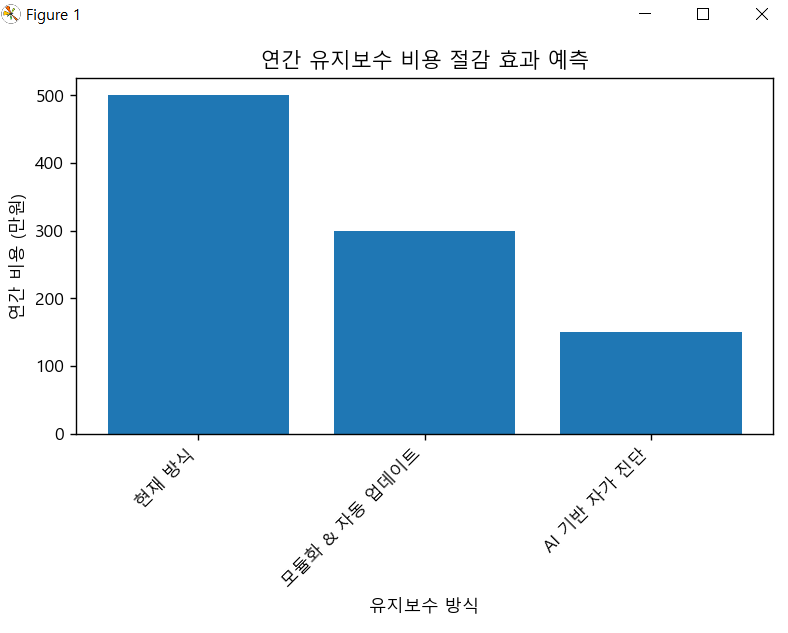 Figure 1
연간 유지보수 비용 절감 효과 예측
연간 비용 (만원)
500
400
300
200
100
0
현재 방식
모듈화 & 자동 업데이트
AI 기반 자가 진단
유지보수 방식